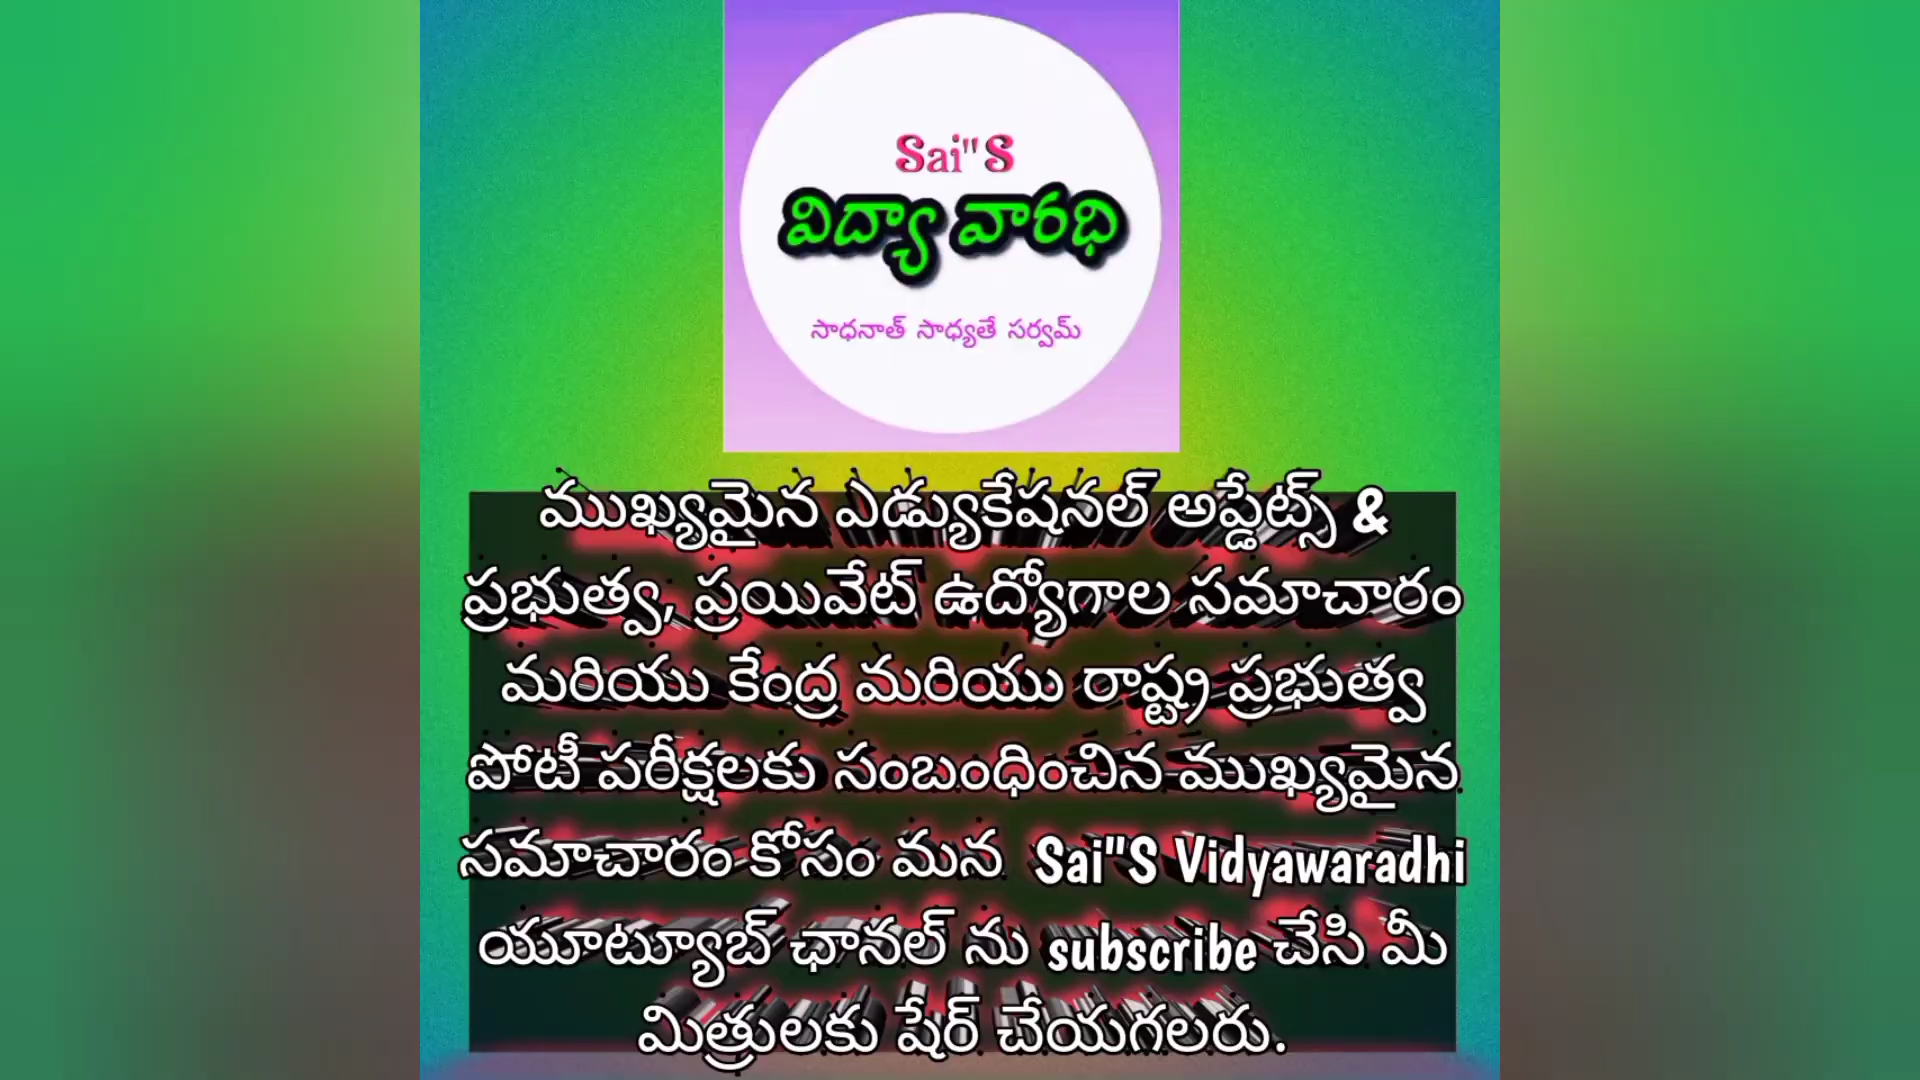 Sai"S
విద్యా వారధి
సాధనాత్ సాధ్యతే సర్వమ్
ముఖ్యమైన ఎడ్యుకేషనల్ అప్డేట్స్ &
ప్రభుత్వ, ప్రయివేట్ ఉద్యోగాల సమాచారం
మరియు కేంద్ర మరియు రాష్ట్ర ప్రభుత్వ
పోటీ పరీక్షలకు సంబంధించిన ముఖ్యమైన
సమాచారం కోసం మన Sai"S Vidyawaradhi
యూట్యూబ్ ఛానల్ ను subscribe చేసి మీ
మిత్రులకు షేర్ చేయగలరు.